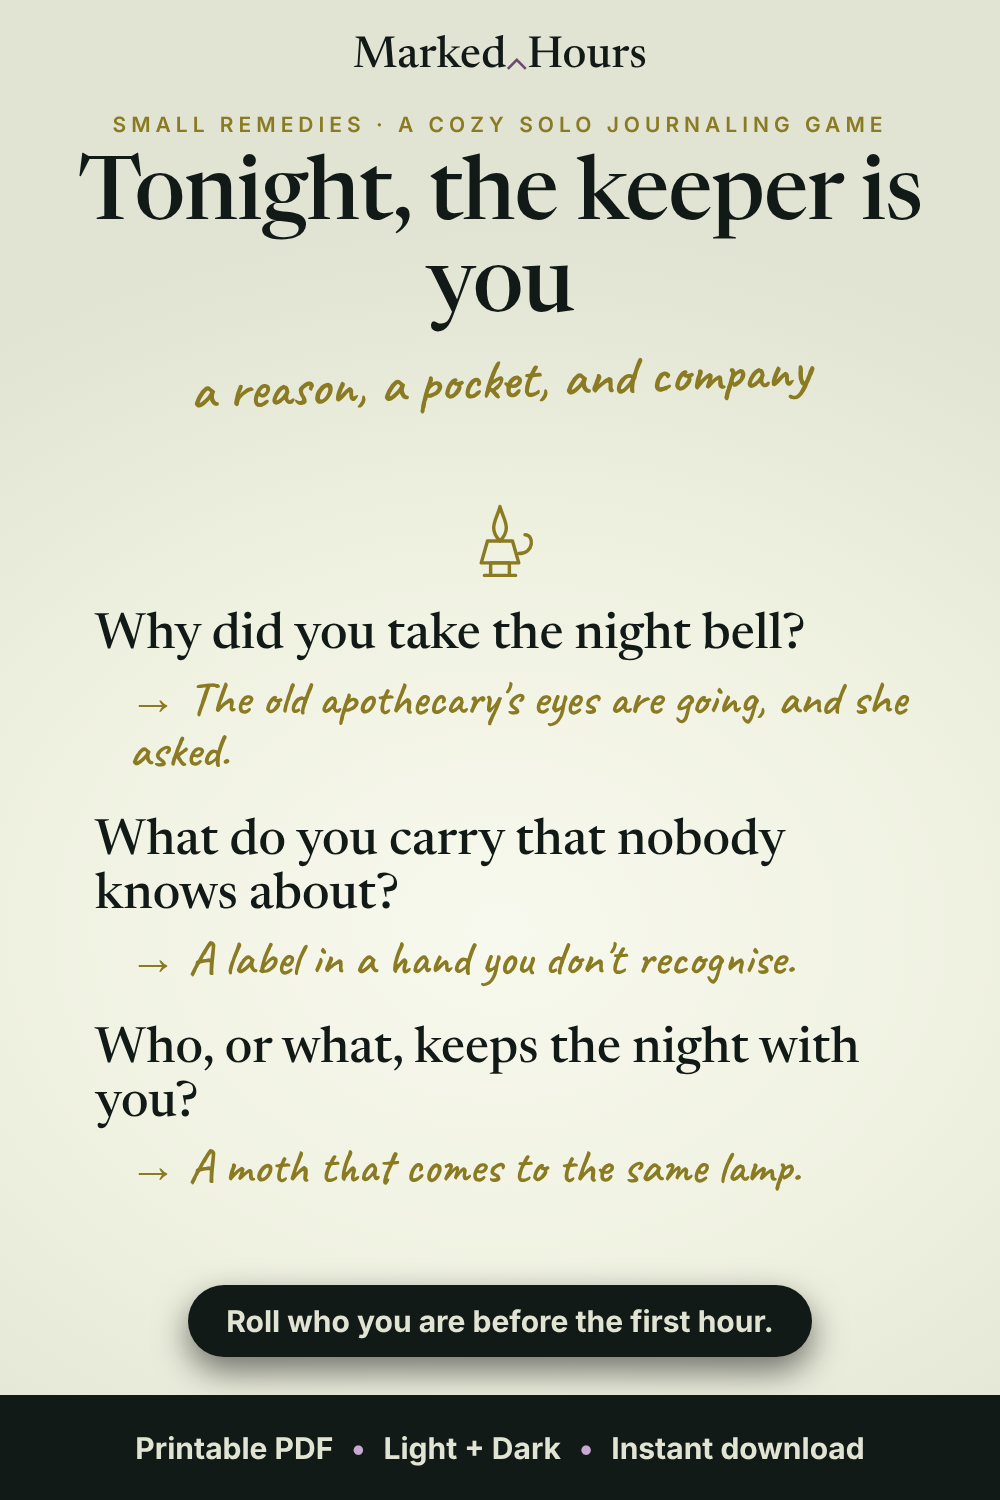 Marked‸Hours
SMALL REMEDIES · A COZY SOLO JOURNALING GAME
Tonight, the keeper is
you
a reason, a pocket, and company
Why did you take the night bell?
→ The old apothecary's eyes are going, and she
asked.
What do you carry that nobody
knows about?
→ A label in a hand you don't recognise.
Who, or what, keeps the night with
you?
→ A moth that comes to the same lamp.
Roll who you are before the first hour.
Printable PDF • Light + Dark • Instant download